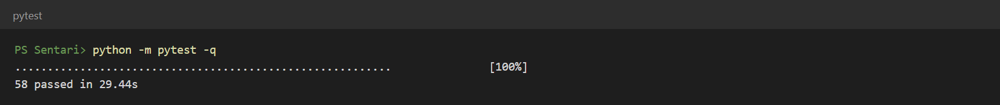 pytest
PS Sentari> python -m pytest -q
.......................................................... [100%]
58 passed in 29.44s